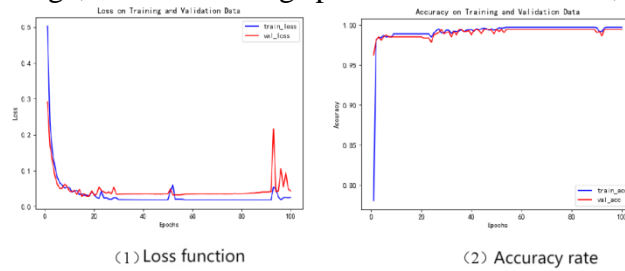 Loss on Training and Validation Data
train_loss
val_loss
0.5
0.4
0.3
0.2
0.1
0.0
Loss
0
20
40
60
80
100
Epochs
(1) Loss function
Accuracy on Training and Validation Data
1.00
0.95
0.90
0.85
0.80
Accuracy
train_acc
val_acc
0
20
40
60
80
100
Epochs
(2) Accuracy rate